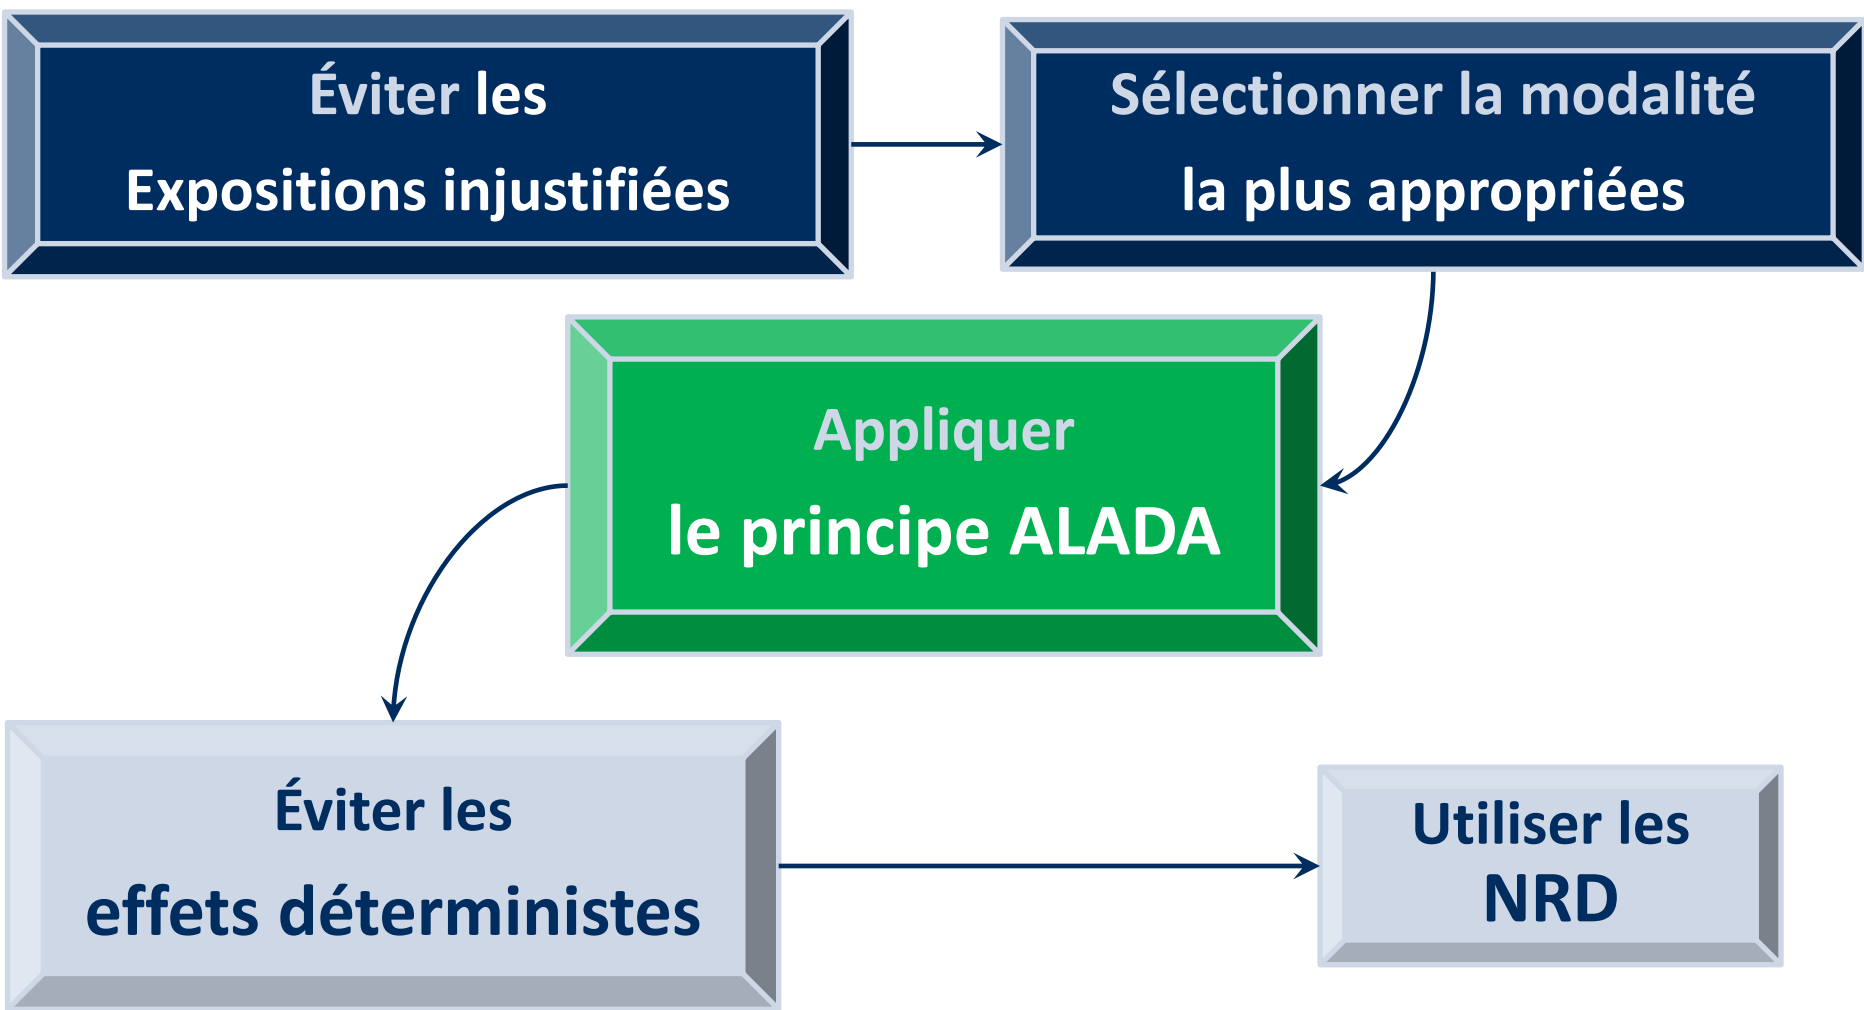 Éviter les
Expositions injustifiées
Sélectionner la modalité
la plus appropriées
Appliquer
le principe ALADA
Éviter les
effets déterministes
Utiliser les
NRD